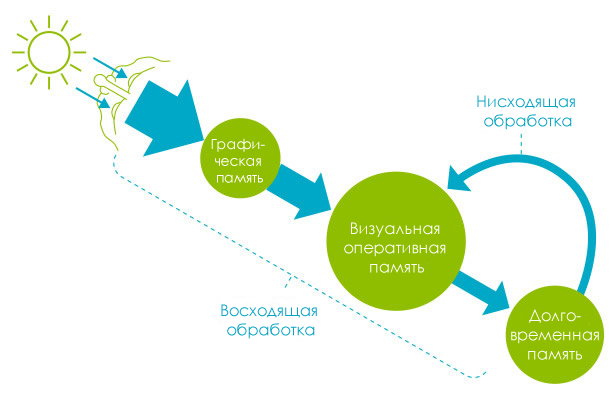 Нисходящая
обработка
Графи-
ческая
память
Визуальная
оперативная
память
Восходящая
обработка
Долго-
временная
память